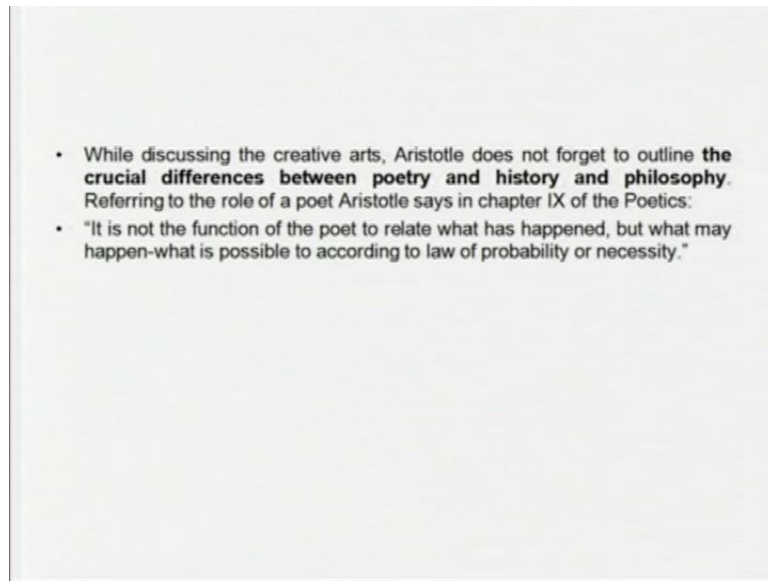 • While discussing the creative arts, Aristotle does not forget to outline the
crucial differences between poetry and history and philosophy.
Referring to the role of a poet Aristotle says in chapter IX of the Poetics:
• "It is not the function of the poet to relate what has happened, but what may
happen-what is possible to according to law of probability or necessity."